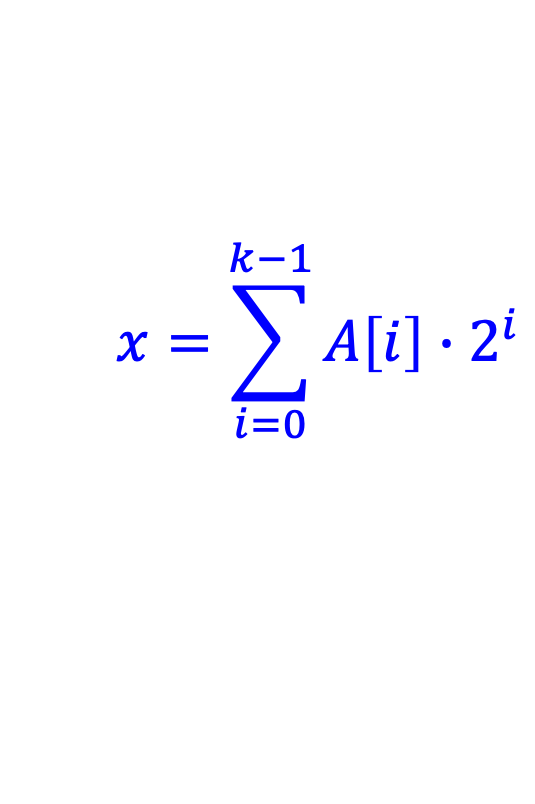 x = \sum_{i=0}^{k-1} A[i] \cdot 2^i